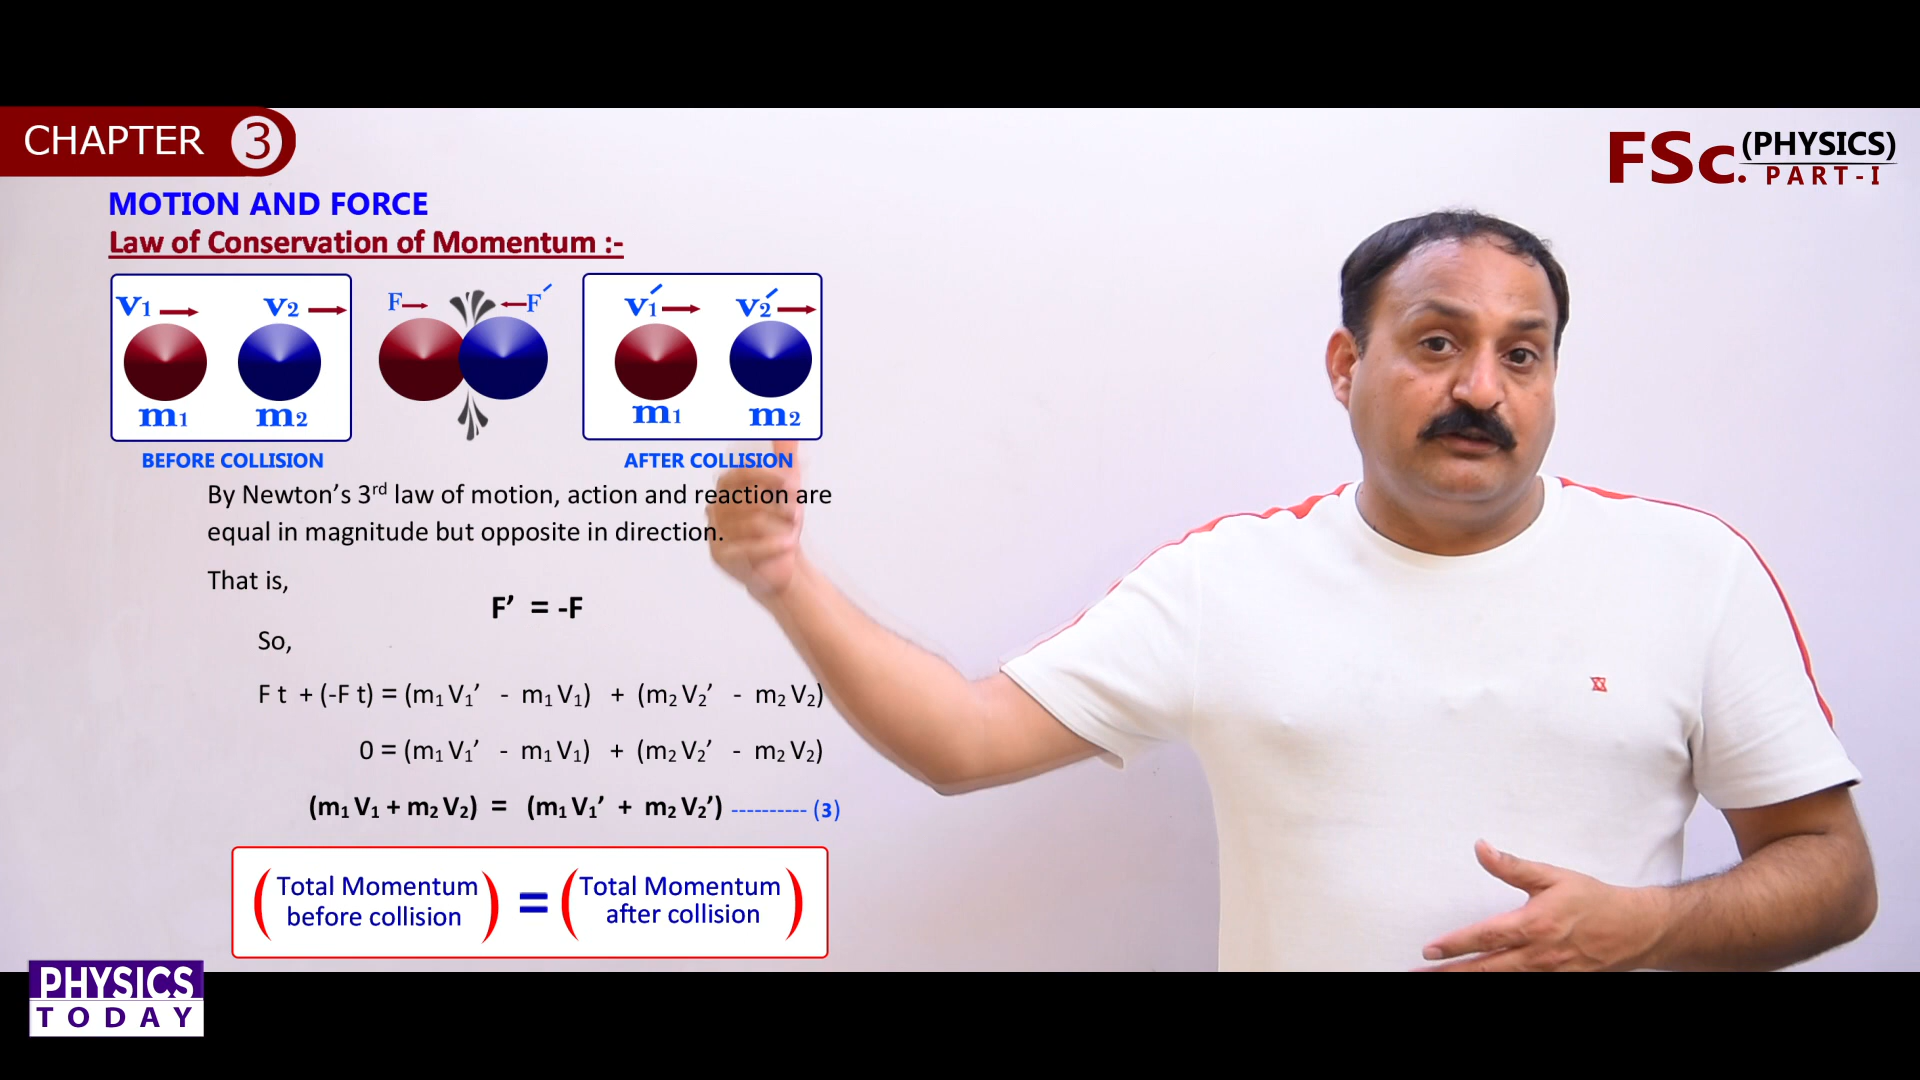 CHAPTER 3
FSc. (PHYSICS)
PART-I
MOTION AND FORCE
Law of Conservation of Momentum :-
V1 V2 F F´ V´1 V´2
m1 m2 m1 m2
BEFORE COLLISION AFTER COLLISION
By Newton’s 3rd law of motion, action and reaction are
equal in magnitude but opposite in direction.
That is,
F’ = -F
So,
F t + (-F t) = (m1 V1’ - m1 V1) + (m2 V2’ - m2 V2)
0 = (m1 V1’ - m1 V1) + (m2 V2’ - m2 V2)
(m1 V1 + m2 V2) = (m1 V1’ + m2 V2’) ---------- (3)
(Total Momentum before collision) = (Total Momentum after collision)
PHYSICS
TODAY